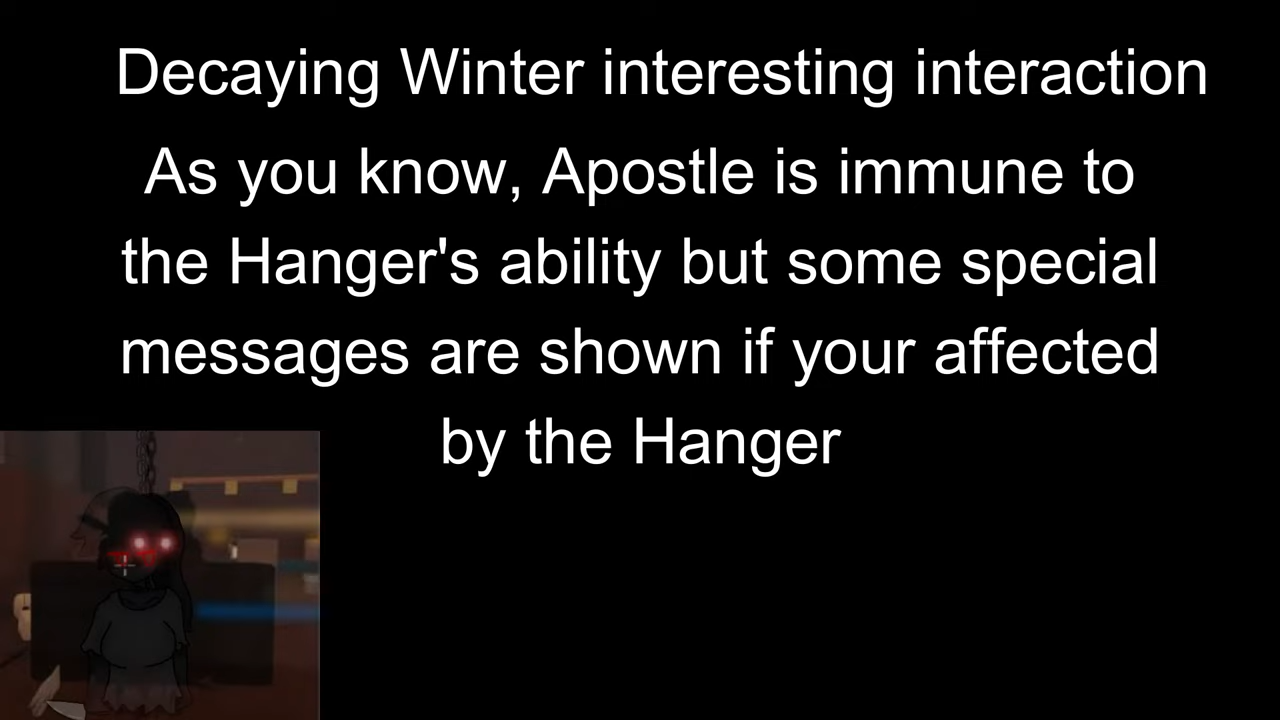 Decaying Winter interesting interaction
As you know, Apostle is immune to
the Hanger's ability but some special
messages are shown if your affected
by the Hanger